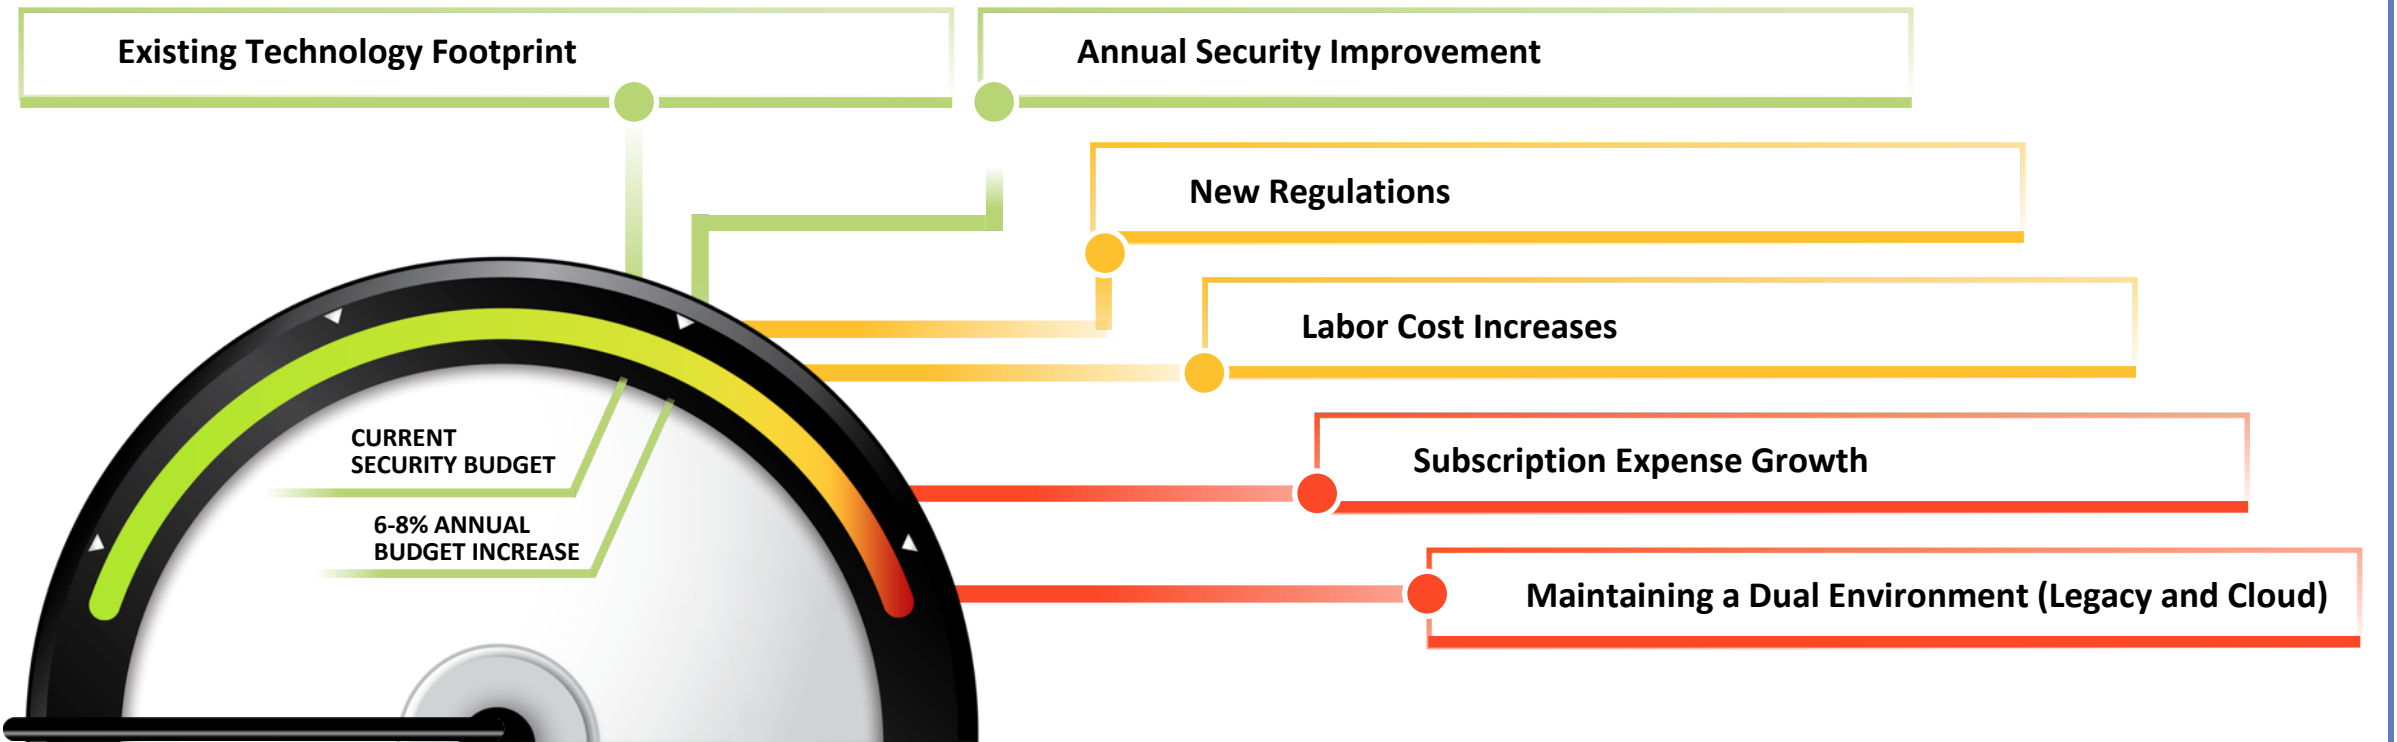 Existing Technology Footprint
Annual Security Improvement
New Regulations
Labor Cost Increases
CURRENT
SECURITY BUDGET
Subscription Expense Growth
6-8% ANNUAL
BUDGET INCREASE
Maintaining a Dual Environment (Legacy and Cloud)